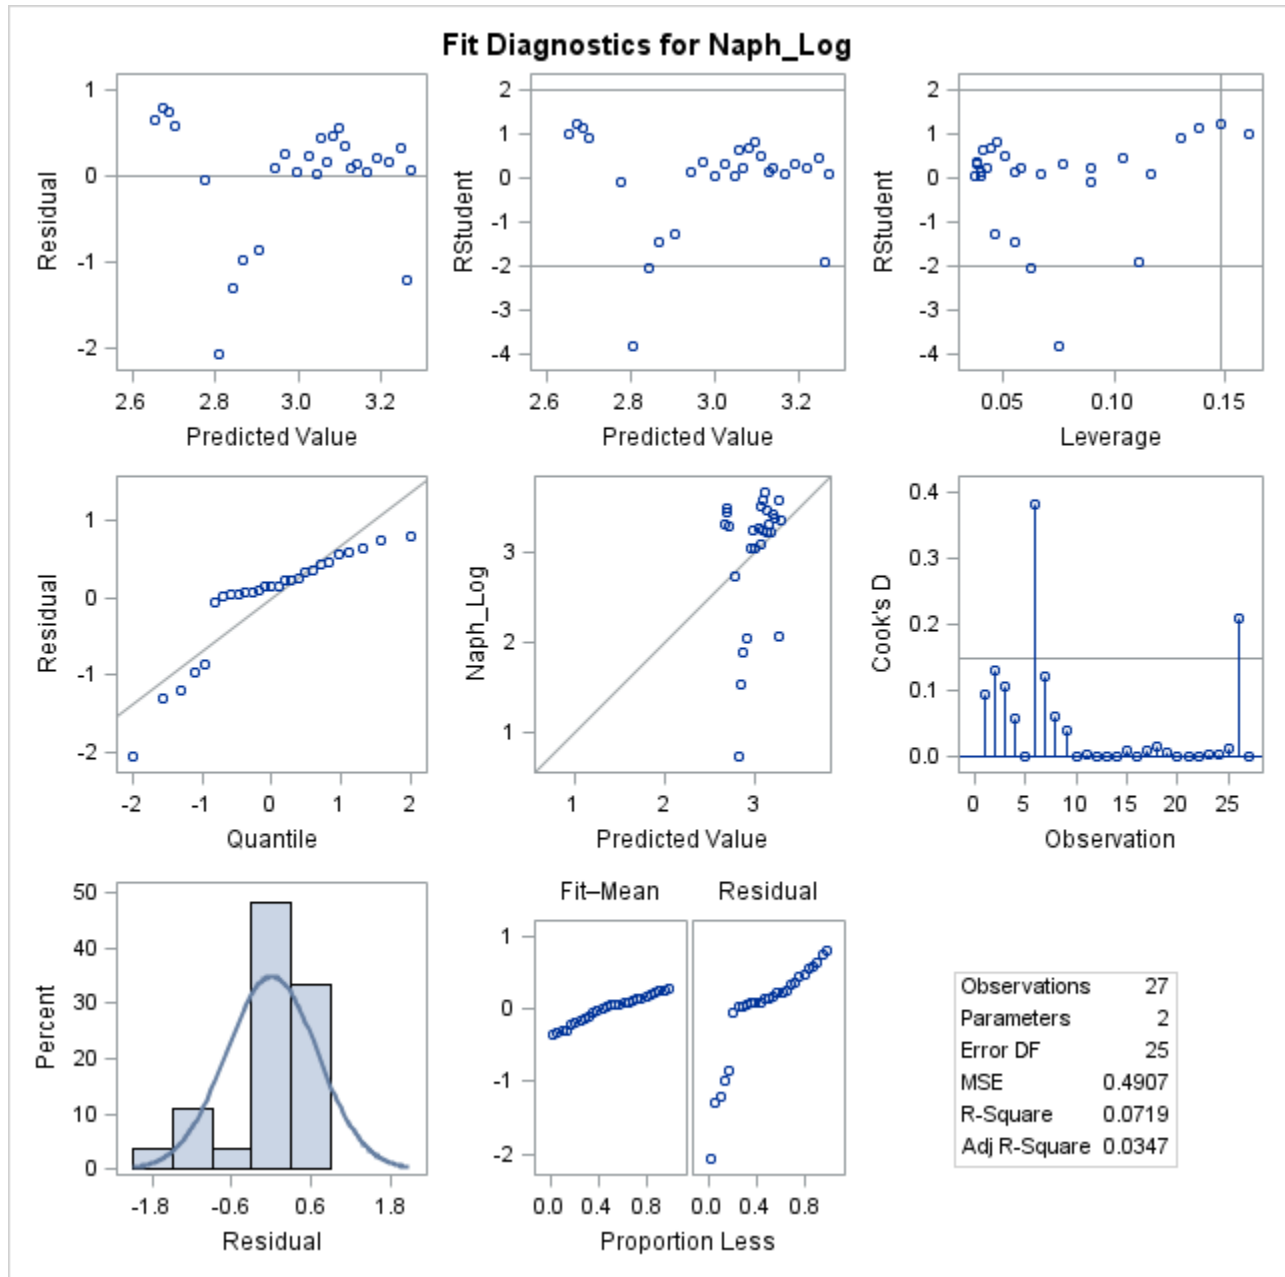 Fit Diagnostics for Naph_Log
1
0
-1
-2
Residual
2.6 2.8 3.0 3.2
Predicted Value
2
1
0
-1
-2
-3
-4
RStudent
2.6 2.8 3.0 3.2
Predicted Value
2
1
0
-1
-2
-3
-4
RStudent
0.05 0.10 0.15
Leverage
1
0
-1
-2
Residual
-2 -1 0 1 2
Quantile
3
2
1
Naph_Log
1 2 3
Predicted Value
0.4
0.3
0.2
0.1
0.0
Cook's D
0 5 10 15 20 25
Observation
50
40
30
20
10
0
Percent
-1.8 -0.6 0.6 1.8
Residual
Fit–Mean Residual
1
0
-1
-2
0.0 0.4 0.8 0.0 0.4 0.8
Proportion Less
Observations 27
Parameters 2
Error DF 25
MSE 0.4907
R-Square 0.0719
Adj R-Square 0.0347